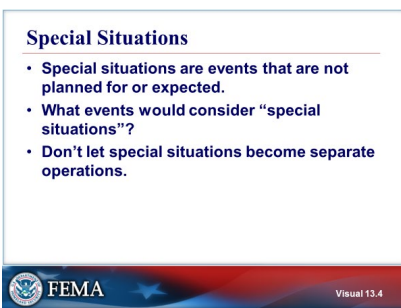 Special Situations
• Special situations are events that are not
planned for or expected.
• What events would consider “special
situations”?
• Don’t let special situations become separate
operations.
FEMA
Visual 13.4